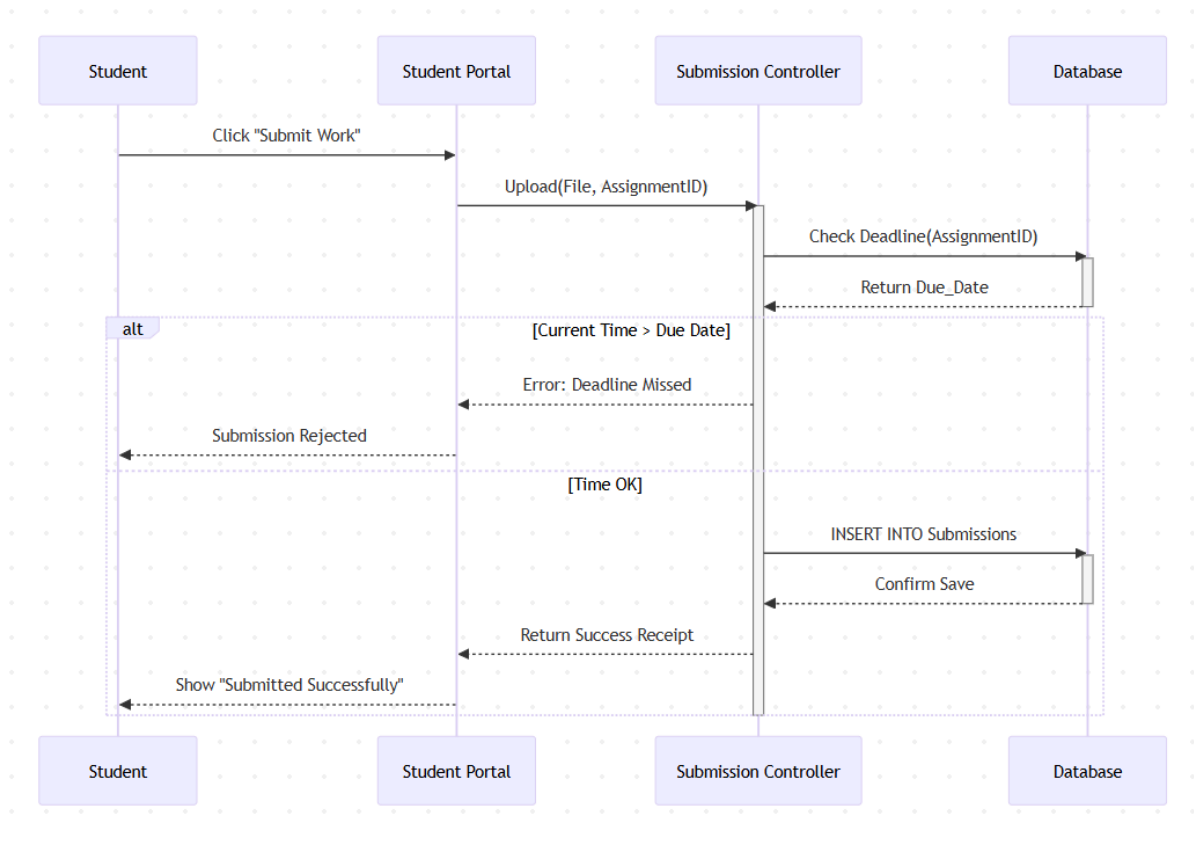 Student
Student Portal
Submission Controller
Database
Click "Submit Work"
Upload(File, AssignmentID)
Check Deadline(AssignmentID)
Return Due_Date
alt
[Current Time > Due Date]
Error: Deadline Missed
Submission Rejected
[Time OK]
INSERT INTO Submissions
Confirm Save
Return Success Receipt
Show "Submitted Successfully"
Student
Student Portal
Submission Controller
Database